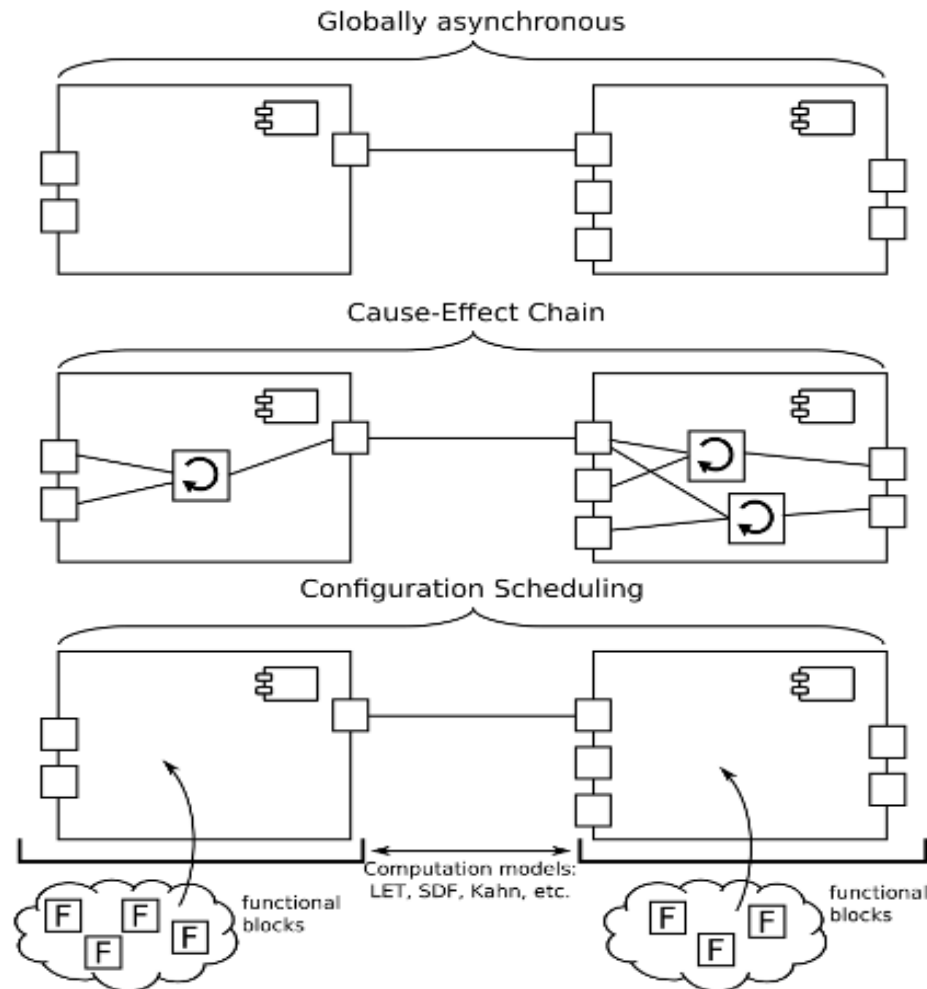 Globally asynchronous
Cause-Effect Chain
Configuration Scheduling
Computation models:
LET, SDF, Kahn, etc.
functional
blocks
F
F
F
F
functional
blocks
F
F
F